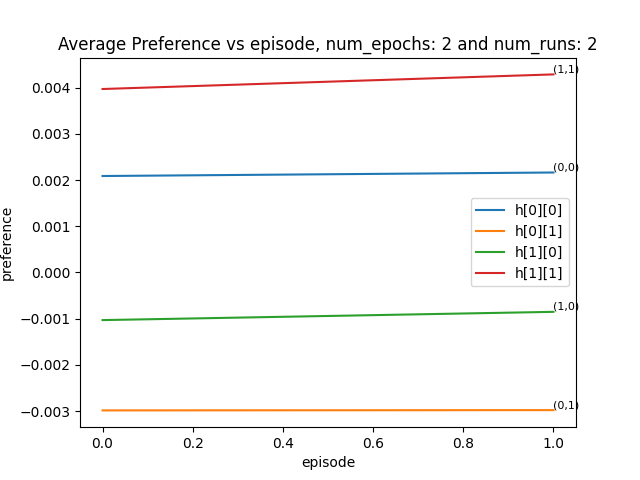 Average Preference vs episode, num_epochs: 2 and num_runs: 2
(1,1)
0.004
0.003
(0,0)
0.002
h[0][0]
0.001
h[0][1]
h[1][0]
0.000
h[1][1]
preference
(1,0)
−0.001
−0.002
(0,1)
−0.003
0.0 0.2 0.4 0.6 0.8 1.0
episode